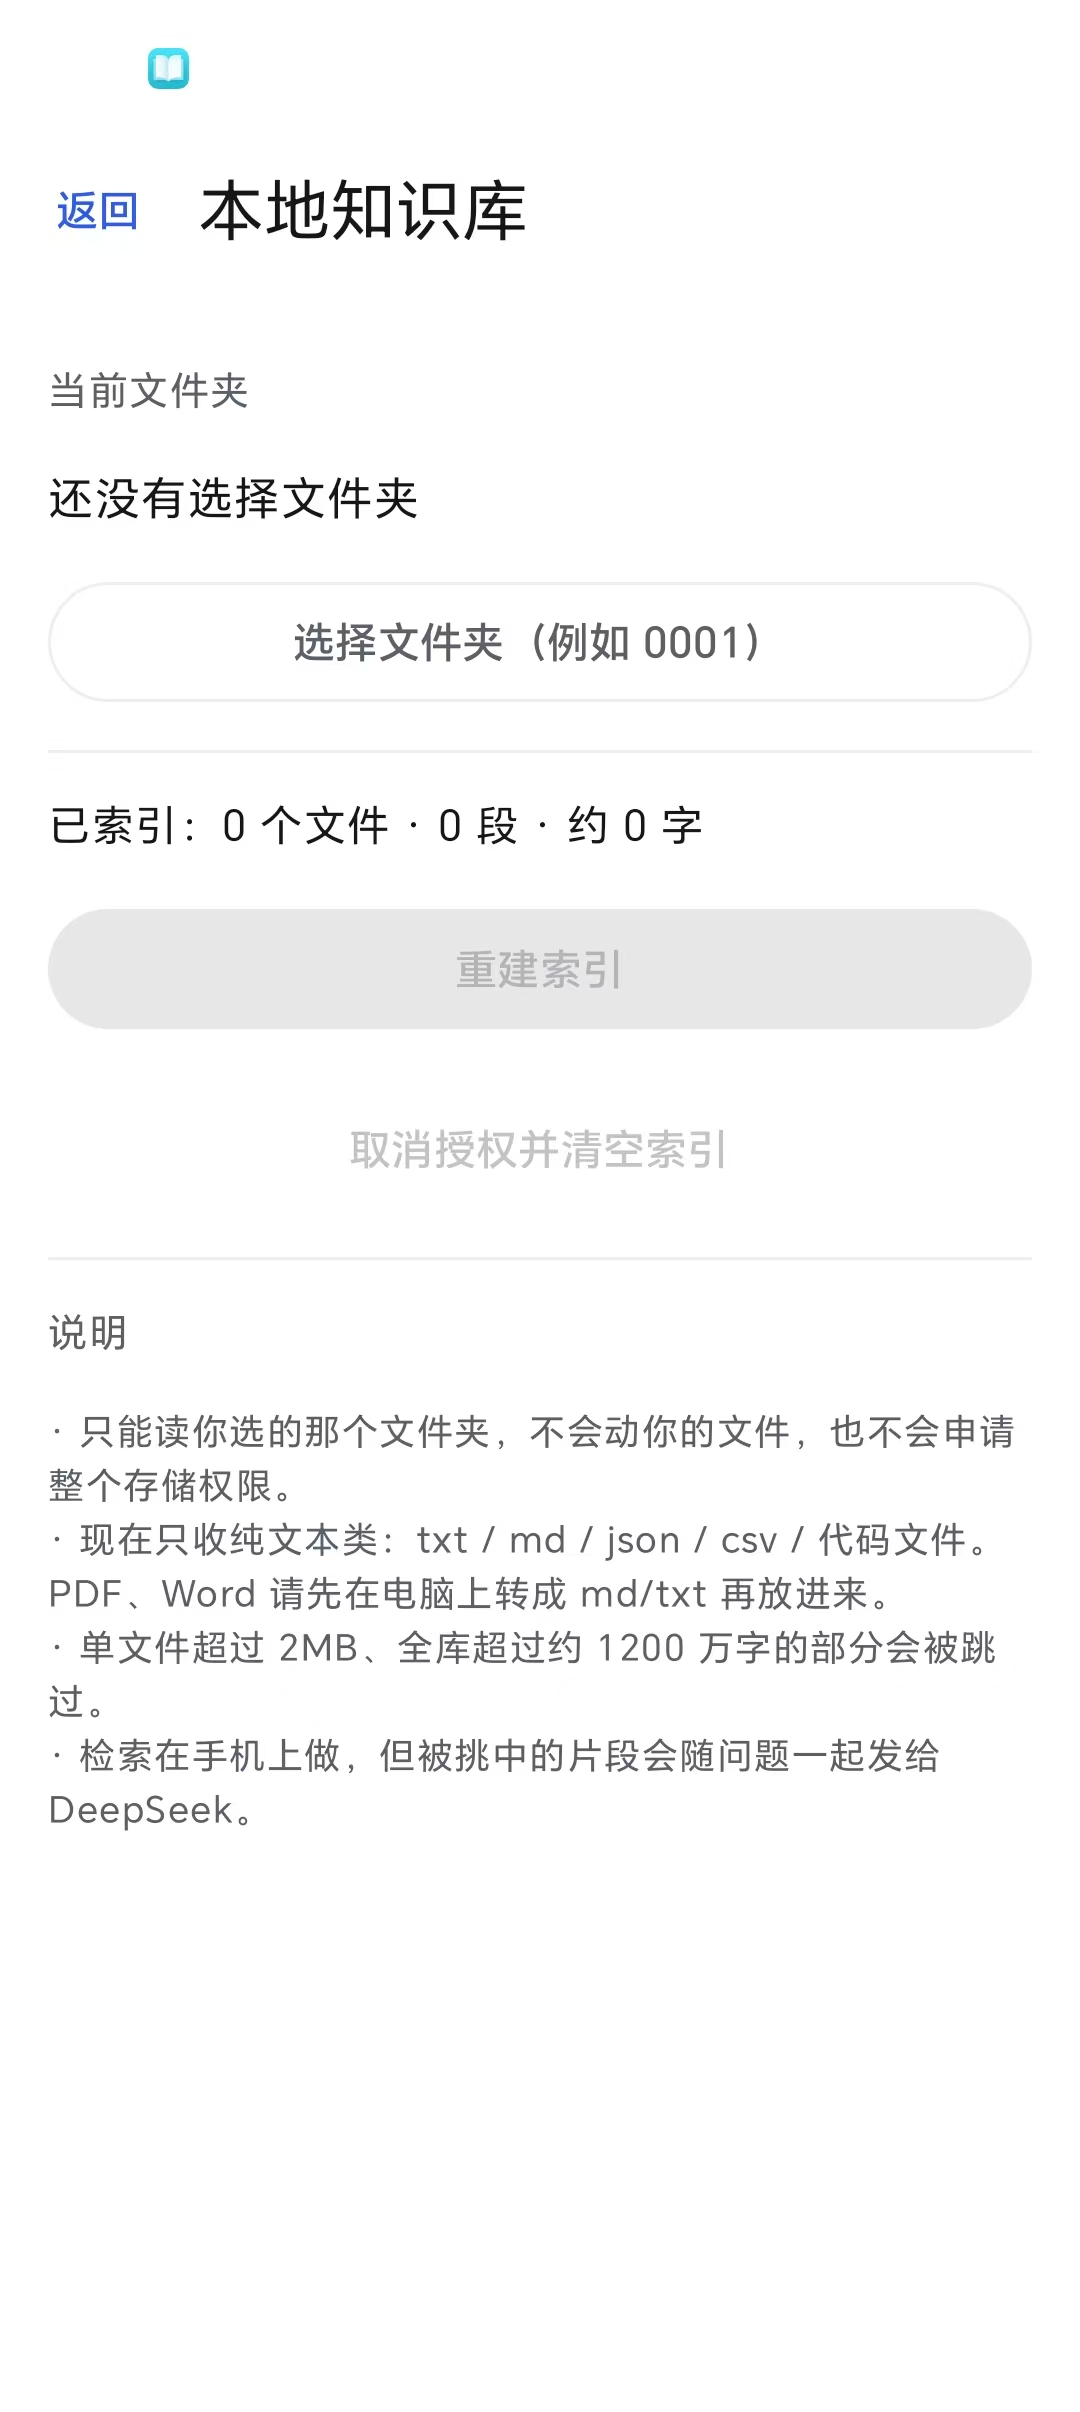 返回 本地知识库
当前文件夹
还没有选择文件夹
选择文件夹（例如 0001）
已索引：0 个文件 · 0 段 · 约 0 字
重建索引
取消授权并清空索引
说明
· 只能读你选的那个文件夹，不会动你的文件，也不会申请
整个存储权限。
· 现在只收纯文本类：txt / md / json / csv / 代码文件。
PDF、Word 请先在电脑上转成 md/txt 再放进来。
· 单文件超过 2MB、全库超过约 1200 万字的部分会被跳
过。
· 检索在手机上做，但被挑中的片段会随问题一起发给
DeepSeek。